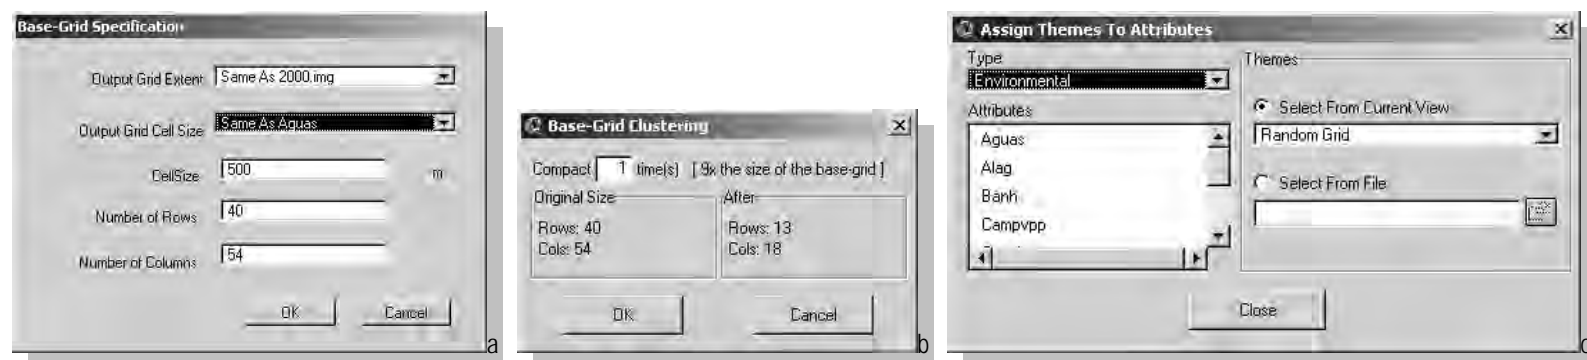 Base-Grid Specification
Output Grid Extent Same As 2000.img
Output Grid Cell Size Same As Aguas
CellSize 500 m
Number of Rows 40
Number of Columns 54
OK Cancel
a
Base-Grid Clustering
Compact 1 time(s) [ 9x the size of the base-grid ]
Original Size
Rows: 40
Cols: 54
After
Rows: 13
Cols: 18
OK Cancel
b
Assign Themes To Attributes
Type
Environmental
Attributes
Aguas
Alag
Banh
Campvpp
Themes
Select From Current View
Random Grid
Select From File
Close